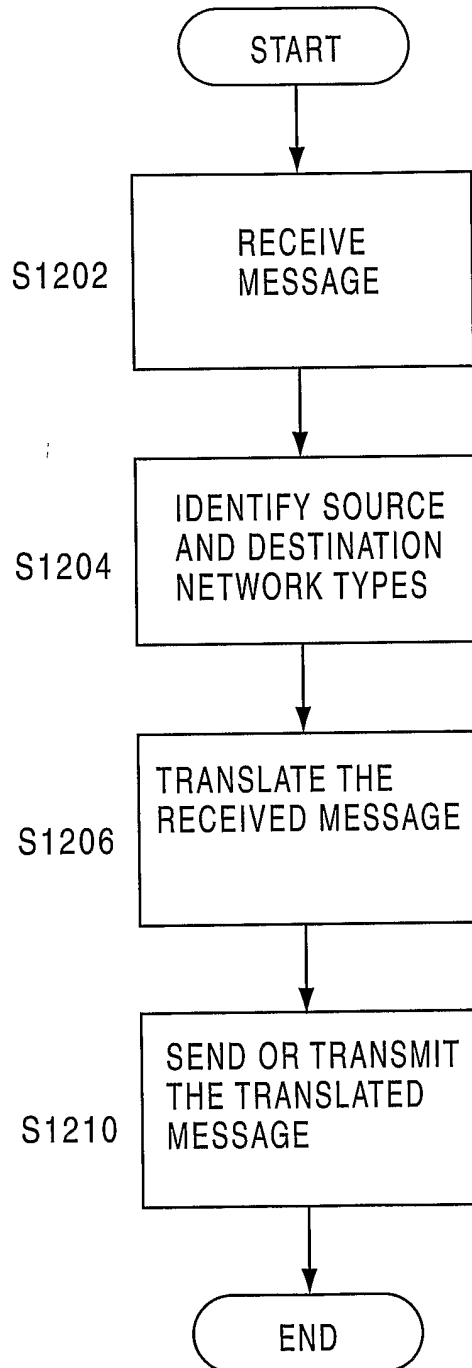 START
S1202
RECEIVE
MESSAGE
S1204
IDENTIFY SOURCE
AND DESTINATION
NETWORK TYPES
S1206
TRANSLATE THE
RECEIVED MESSAGE
S1210
SEND OR TRANSMIT
THE TRANSLATED
MESSAGE
END